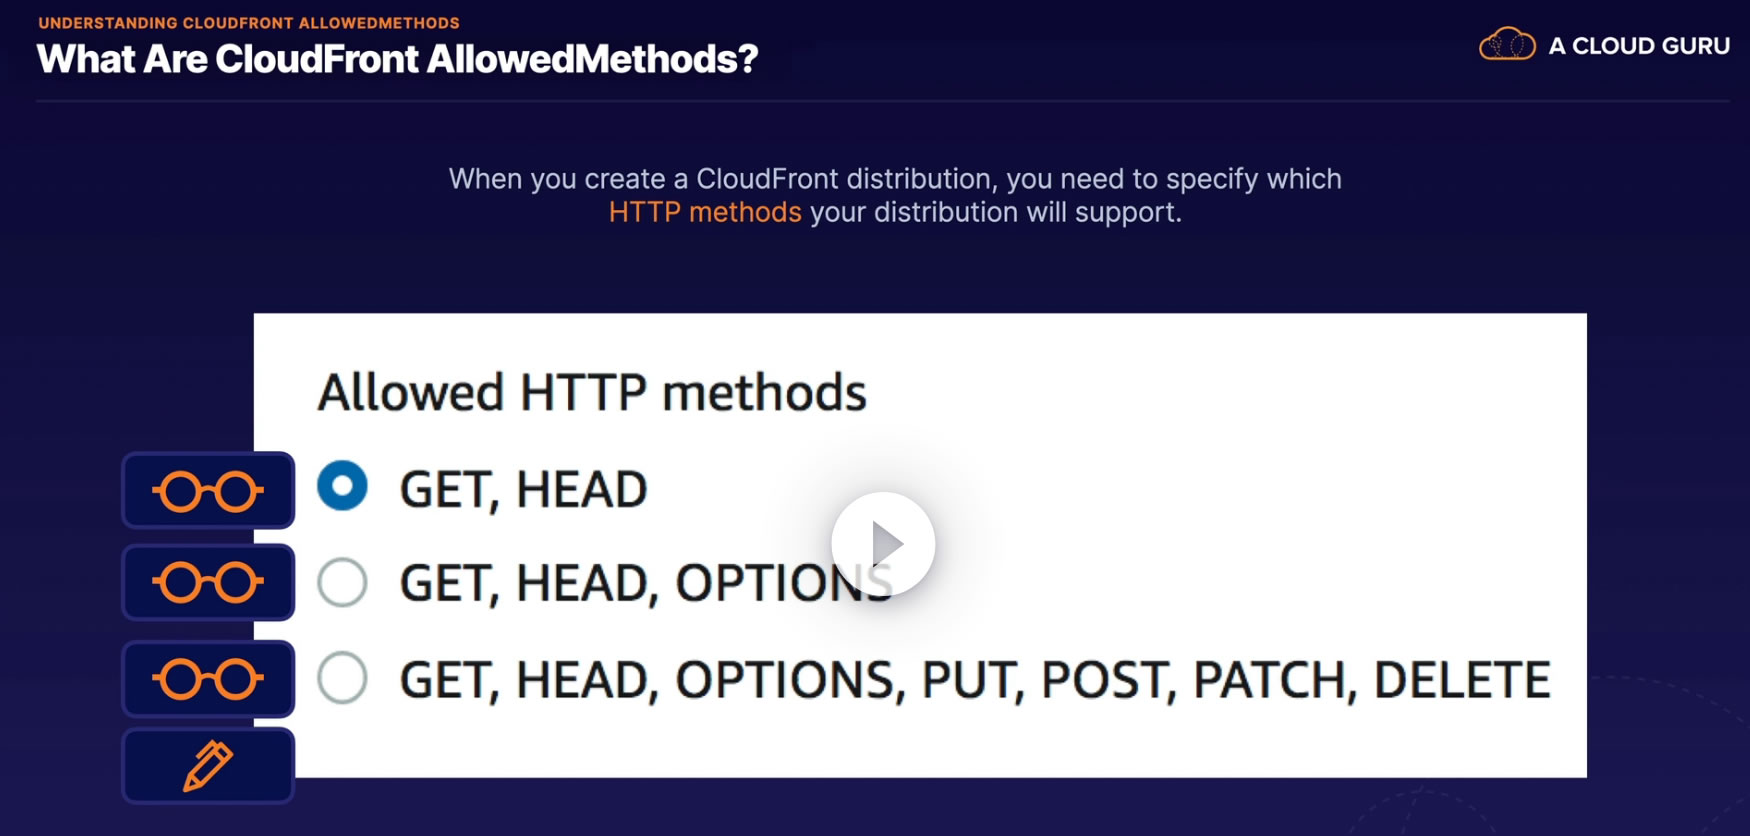 UNDERSTANDING CLOUDFRONT ALLOWEDMETHODS
What Are CloudFront AllowedMethods?
A CLOUD GURU
When you create a CloudFront distribution, you need to specify which
HTTP methods your distribution will support.
Allowed HTTP methods
GET, HEAD
GET, HEAD, OPTIONS
GET, HEAD, OPTIONS, PUT, POST, PATCH, DELETE